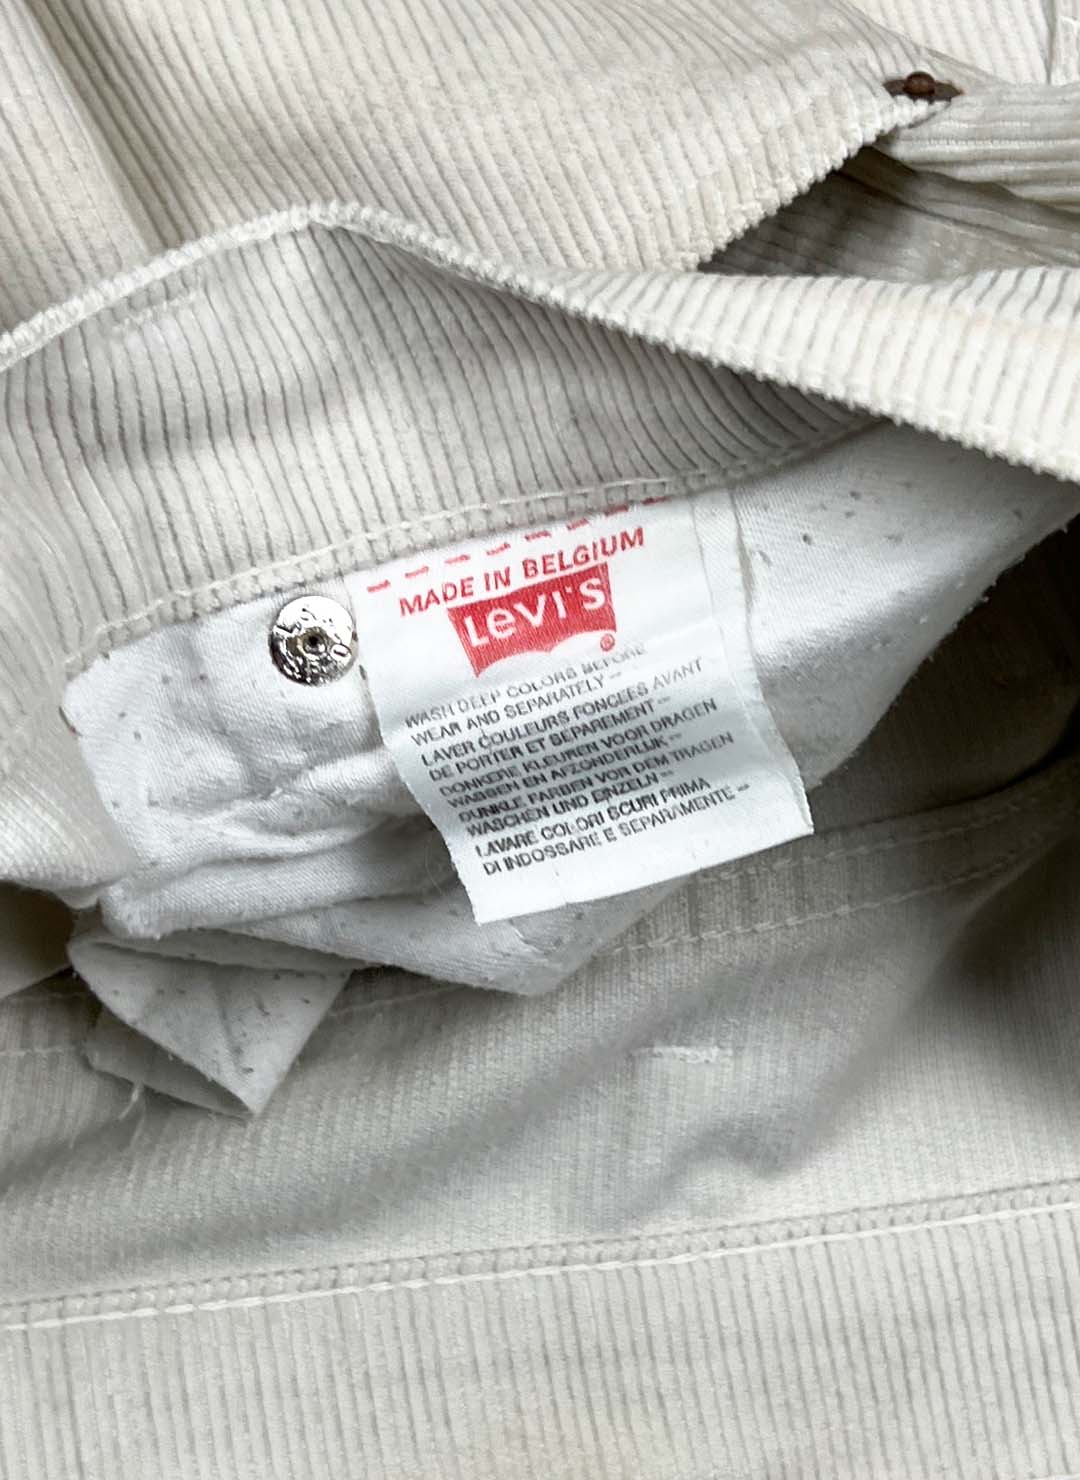 MADE IN BELGIUM
Levi's
®
WASH DEEP COLORS BEFORE
WEAR AND SEPARATELY –
LAVER COULEURS FONCEES AVANT
DE PORTER ET SEPAREMENT –
DONKERE KLEUREN VOOR DRAGEN
WASSEN EN AFZONDERLIJK –
DUNKLE FARBEN VOR DEM TRAGEN
WASCHEN UND EINZELN –
LAVARE COLORI SCURI PRIMA
DI INDOSSARE E SEPARAMENTE –